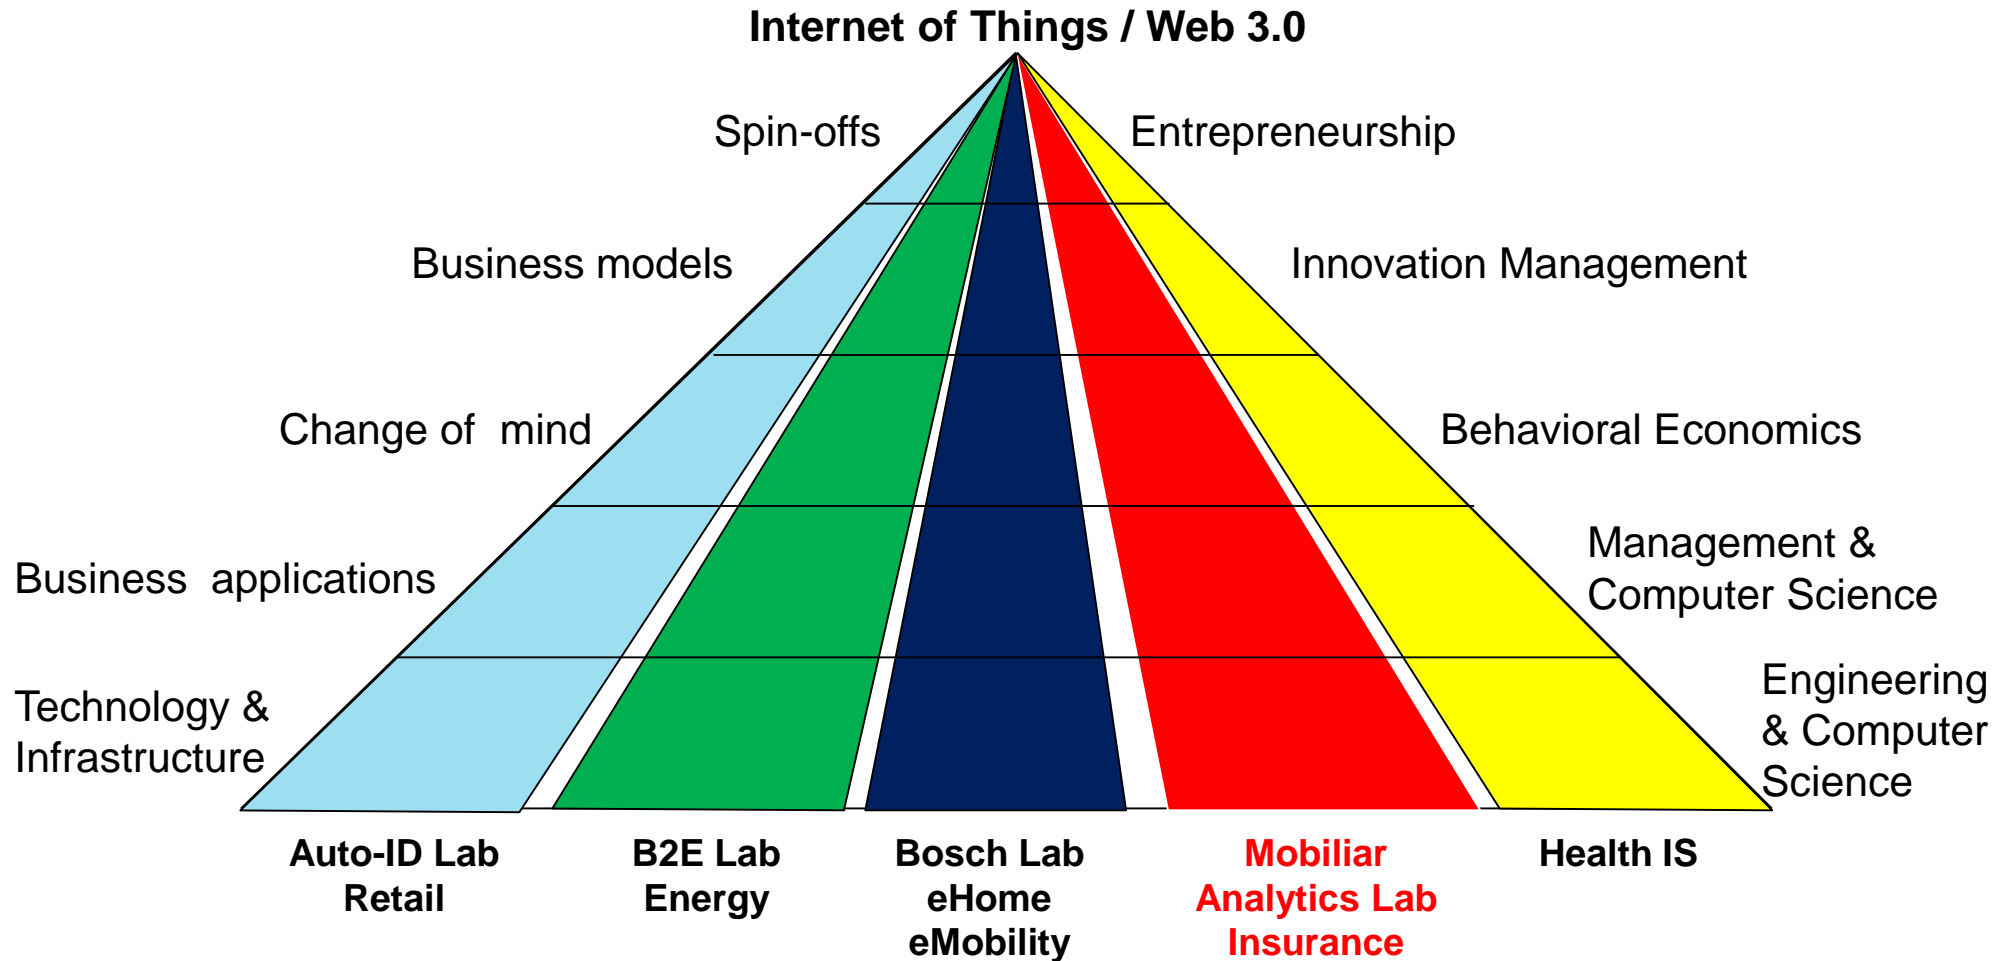 Internet of Things / Web 3.0
Spin-offs
Entrepreneurship
Business models
Innovation Management
Change of  mind
Behavioral Economics
Business  applications
Management &
Computer Science
Technology &
Infrastructure
Engineering
& Computer
Science
Auto-ID Lab
Retail
B2E Lab
Energy
Bosch Lab
eHome
eMobility
Mobiliar
Analytics Lab
Insurance
Health IS